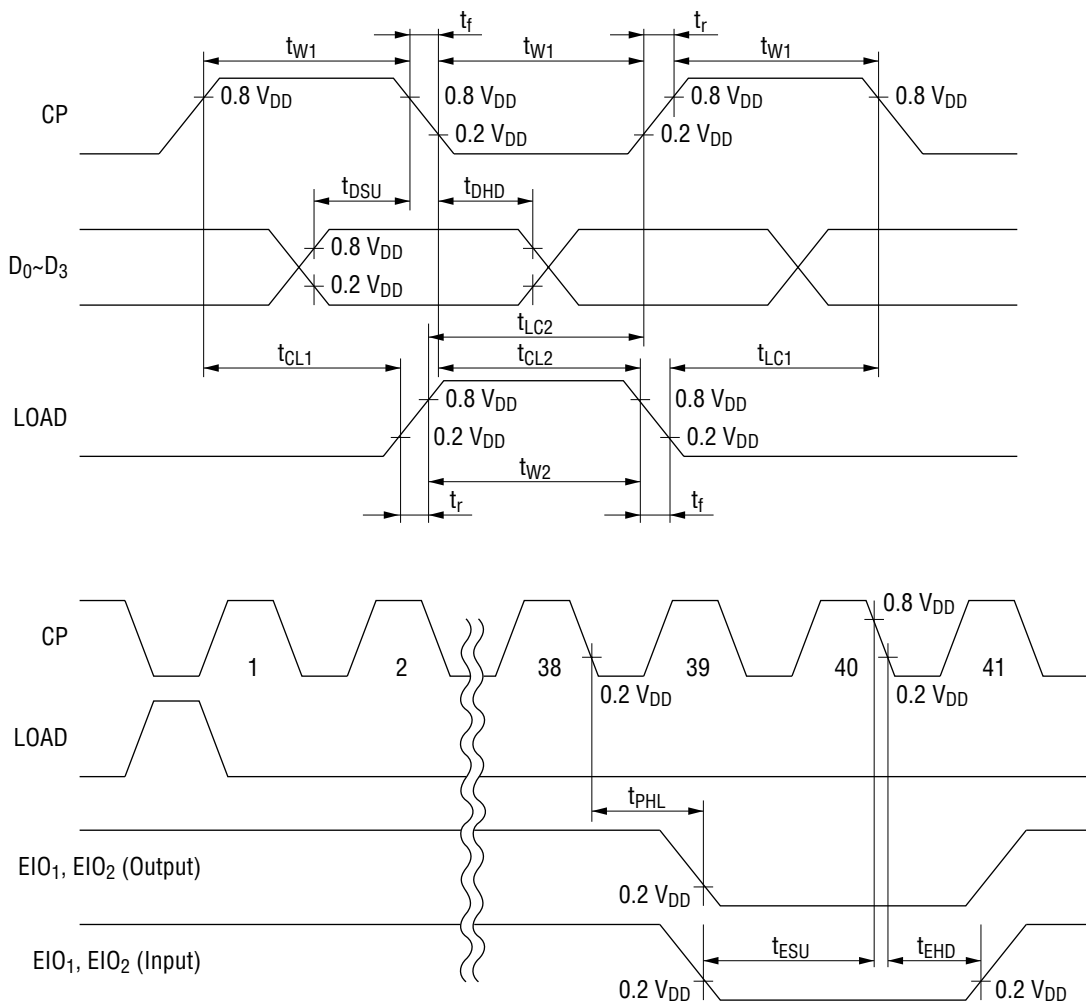 tf tr
tW1 tW1 tW1
CP 0.8 VDD 0.8 VDD 0.8 VDD 0.8 VDD
0.2 VDD 0.2 VDD
tDSU tDHD
D0~D3 0.8 VDD
0.2 VDD
tLC2
tCL1 tCL2 tLC1
LOAD 0.8 VDD 0.8 VDD
0.2 VDD 0.2 VDD
tW2
tr tf
CP 0.8 VDD
1 2 38 39 40 41
0.2 VDD 0.2 VDD
LOAD
tPHL
EIO1, EIO2 (Output)
0.2 VDD
EIO1, EIO2 (Input) tESU tEHD
0.2 VDD 0.2 VDD